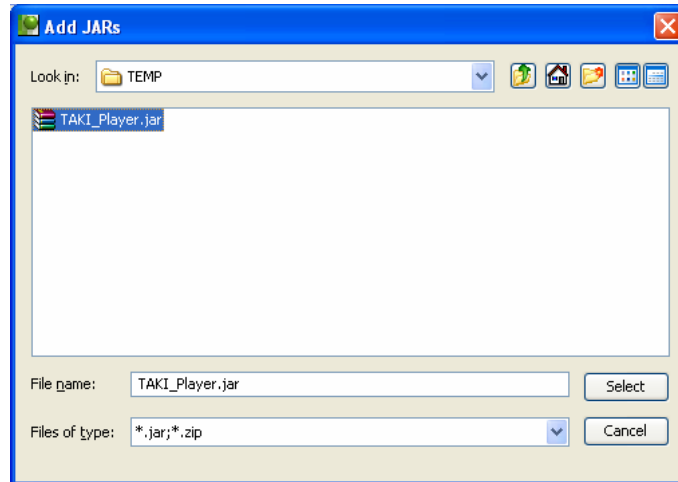 Add JARs
Look in: TEMP
TAKI_Player.jar
File name: TAKI_Player.jar Select
Files of type: *.jar;*.zip Cancel